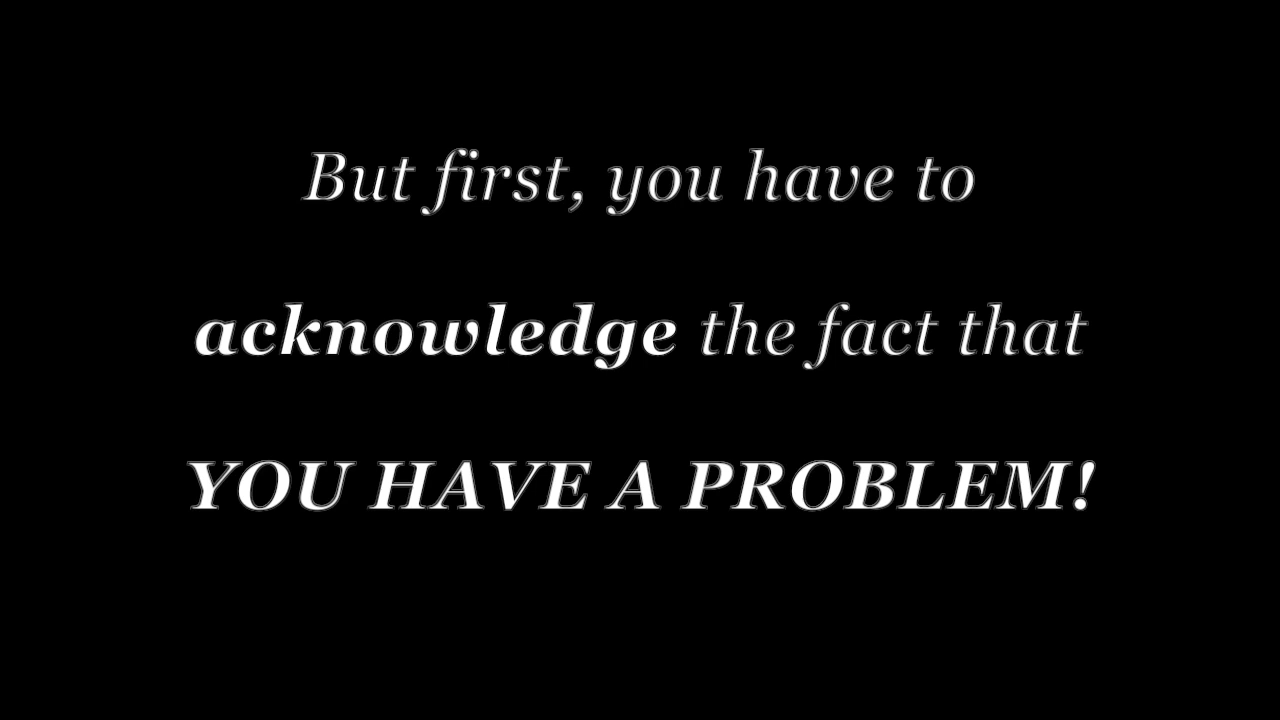 But first, you have to
acknowledge the fact that
YOU HAVE A PROBLEM!